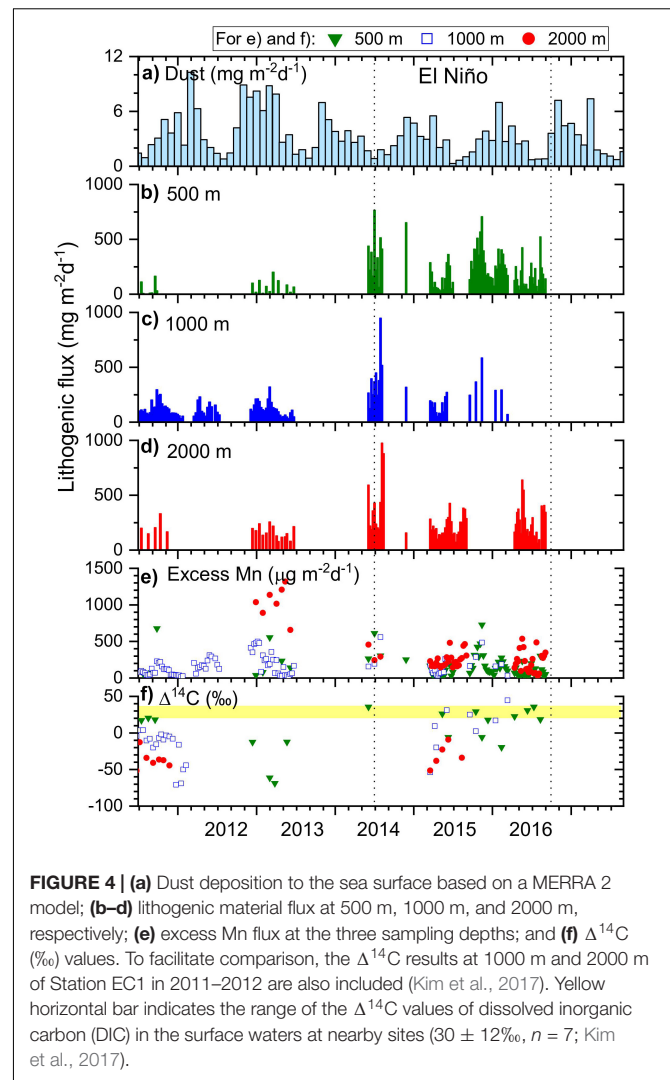 For e) and f): 500 m 1000 m 2000 m
12
a) Dust (mg m⁻²d⁻¹) El Niño
6
0
1000
b) 500 m
500
0
1000
c) 1000 m
500
0
1000
d) 2000 m
500
0
Lithogenic flux (mg m⁻²d⁻¹)
1500
e) Excess Mn (μg m⁻²d⁻¹)
1000
500
0
50
f) Δ¹⁴C (‰)
0
-50
-100
2012 2013 2014 2015 2016
FIGURE 4 | (a) Dust deposition to the sea surface based on a MERRA 2
model; (b–d) lithogenic material flux at 500 m, 1000 m, and 2000 m,
respectively; (e) excess Mn flux at the three sampling depths; and (f) Δ¹⁴C
(‰) values. To facilitate comparison, the Δ¹⁴C results at 1000 m and 2000 m
of Station EC1 in 2011–2012 are also included (Kim et al., 2017). Yellow
horizontal bar indicates the range of the Δ¹⁴C values of dissolved inorganic
carbon (DIC) in the surface waters at nearby sites (30 ± 12‰, n = 7; Kim
et al., 2017).